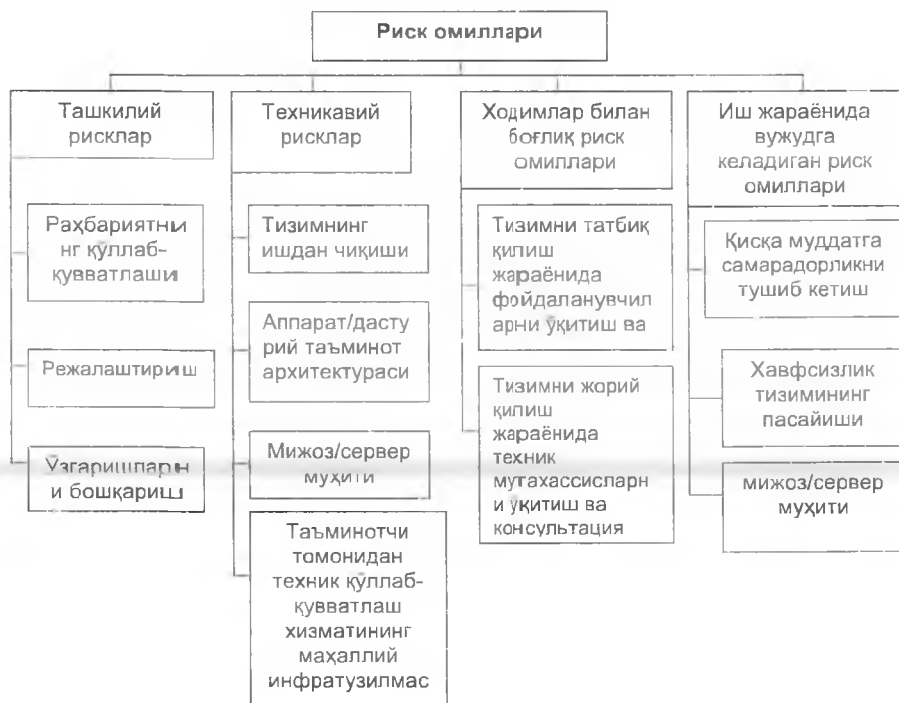 Риск омиллари
Ташкилий
рисклар
Раҳбариятни
нг қўллаб-
қувватлаши
Режалаштириш
Ўзгаришларн
и бошқариш
Техникавий
рисклар
Тизимнинг
ишдан чиқиши
Аппарат/дасту
рий таъминот
архитектураси
Мижоз/сервер
муҳити
Таъминотчи
томонидан
техник қўллаб-
қувватлаш
хизматининг
маҳаллий
инфратузилмас
Ходимлар билан
боғлиқ риск
омиллари
Тизимни татбиқ
қилиш
жараёнида
фойдаланувчил
арни ўқитиш ва
Тизимни жорий
қилиш
жараёнида
техник
мутахассисларн
и ўқитиш ва
консультация
Иш жараёнида
вужудга
келадиган риск
омиллари
Қисқа муддатга
самарадорликни
тушиб кетиш
Хавфсизлик
тизимининг
пасайиши
мижоз/сервер
муҳити